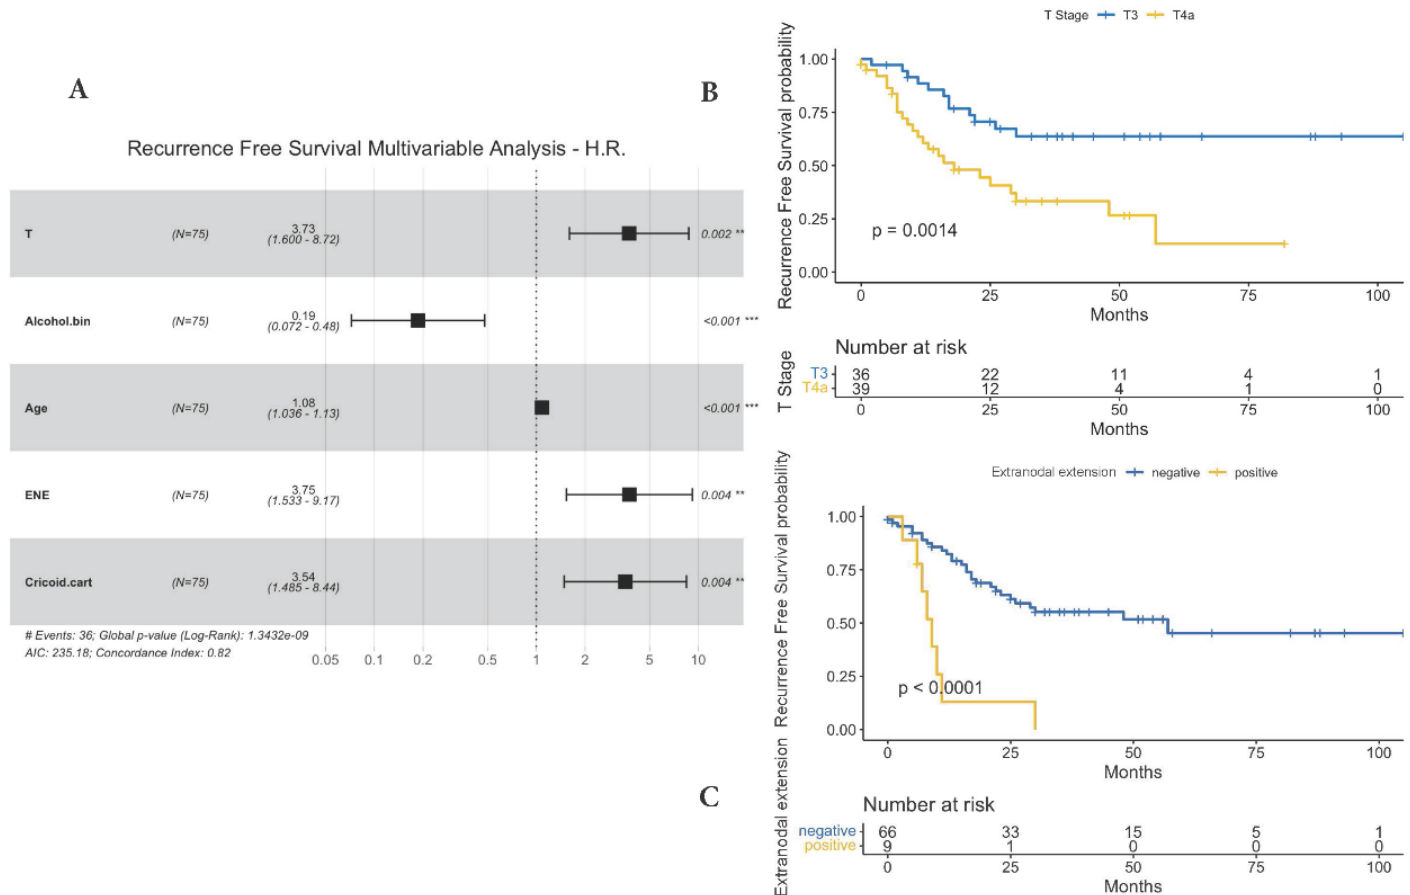 A
Recurrence Free Survival Multivariable Analysis - H.R.
T (N=75) 3.73 0.002 **
(1.600 - 8.72)
Alcohol.bin (N=75) 0.19 <0.001 ***
(0.072 - 0.48)
Age (N=75) 1.08 <0.001 ***
(1.036 - 1.13)
ENE (N=75) 3.75 0.004 **
(1.533 - 9.17)
Cricoid.cart (N=75) 3.54 0.004 **
(1.485 - 8.44)
# Events: 36; Global p-value (Log-Rank): 1.3432e-09
AIC: 235.18; Concordance Index: 0.82
0.05 0.1 0.2 0.5 1 2 5 10
B
T Stage T3 T4a
Recurrence Free Survival probability
1.00
0.75
0.50
0.25
0.00
p = 0.0014
0 25 50 75 100
Months
Number at risk
T Stage
T3 36 22 11 4 1
T4a 39 12 4 1 0
0 25 50 75 100
Months
C
Extranodal extension negative positive
Recurrence Free Survival probability
1.00
0.75
0.50
0.25
0.00
p < 0.0001
0 25 50 75 100
Months
Number at risk
Extranodal extension
negative 66 33 15 5 1
positive 9 1 0 0 0
0 25 50 75 100
Months